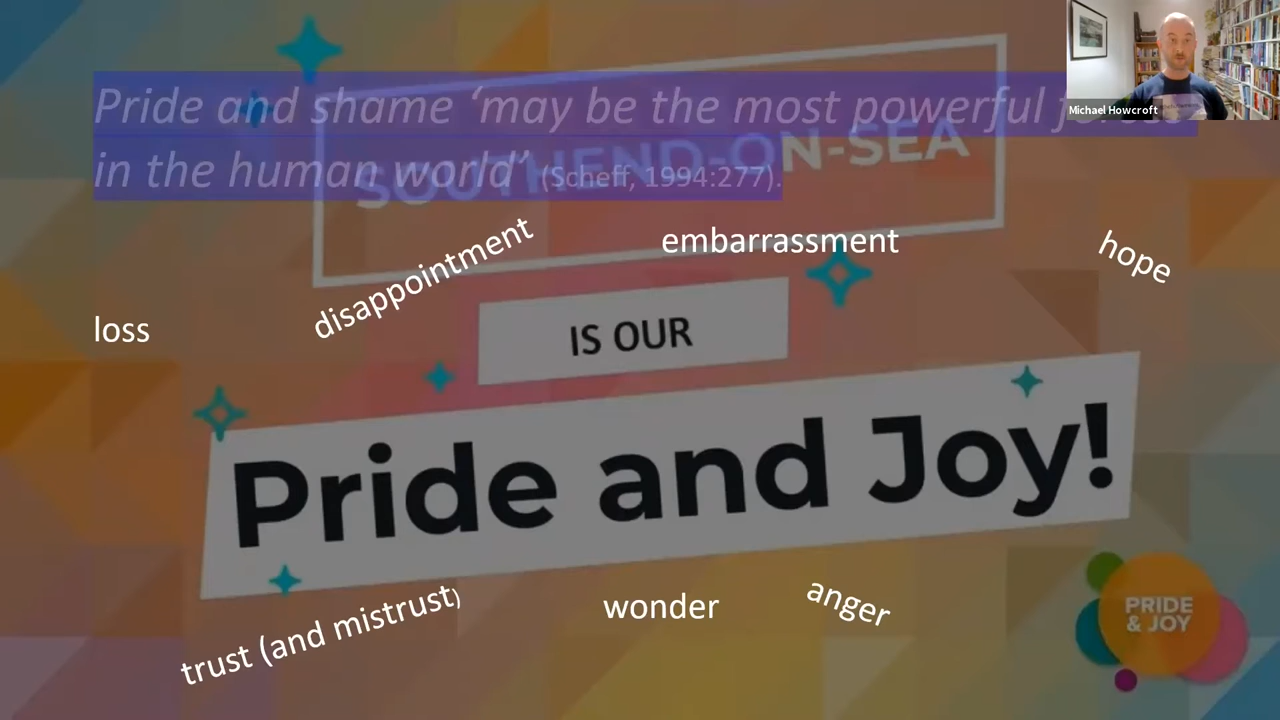 Pride and shame ‘may be the most powerful
in the human world’ (Scheff, 1994:277).
Michael Howcroft
SOUTHEND-ON-SEA
disappointment
embarrassment
hope
loss
IS OUR
Pride and Joy!
trust (and mistrust)
wonder
anger
PRIDE
& JOY